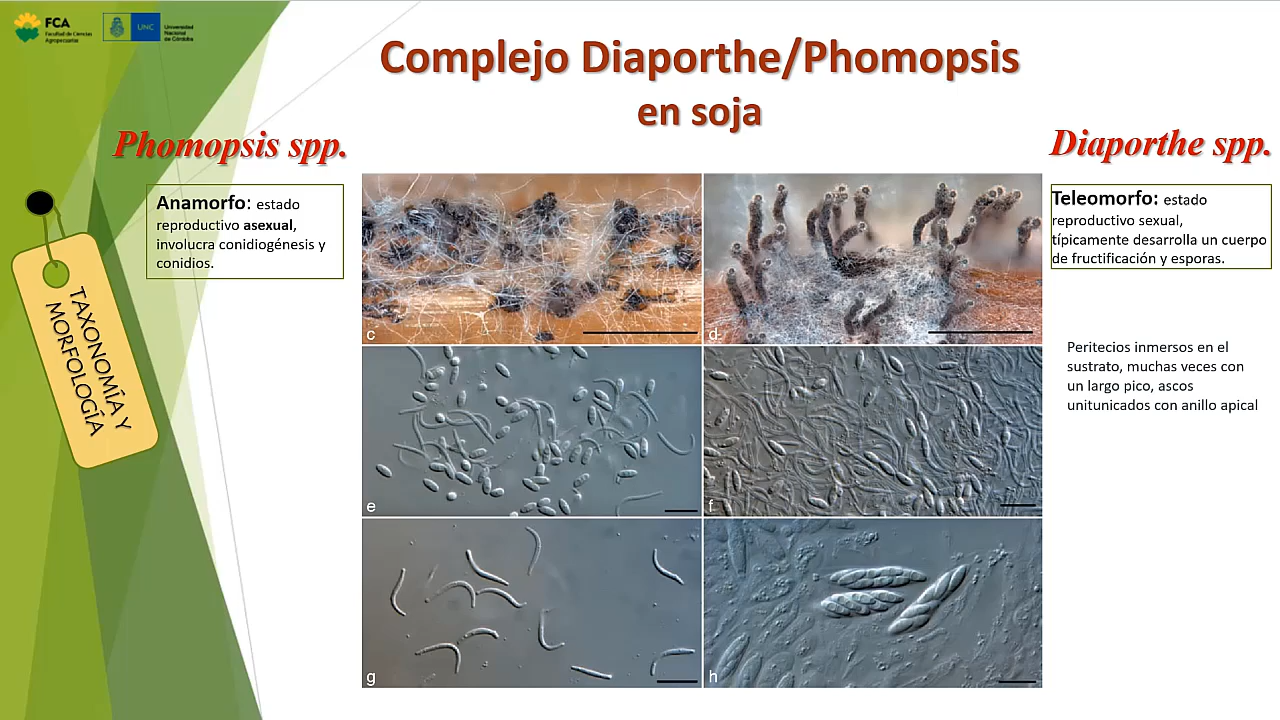 FCA
Facultad de Ciencias
Agropecuarias
UNC
Universidad
Nacional
de Córdoba
Complejo Diaporthe/Phomopsis
en soja
Phomopsis spp.
Diaporthe spp.
Anamorfo: estado
reproductivo asexual,
involucra conidiogénesis y
conidios.
Teleomorfo: estado
reproductivo sexual,
típicamente desarrolla un cuerpo
de fructificación y esporas.
TAXONOMÍA Y
MORFOLOGÍA
Peritecios inmersos en el
sustrato, muchas veces con
un largo pico, ascos
unitunicados con anillo apical
c
d
e
f
g
h